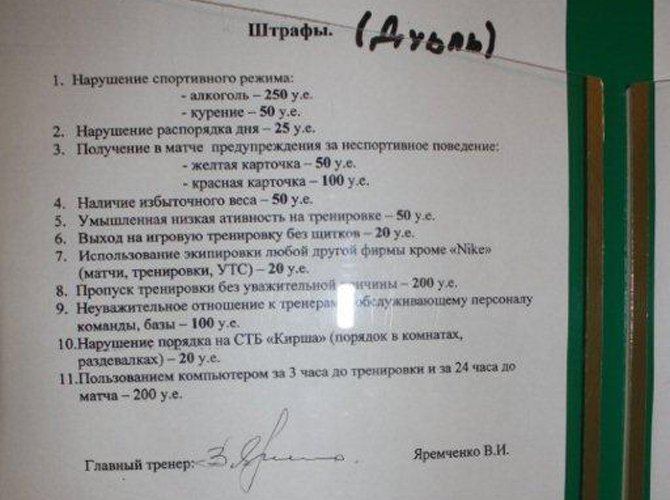 Штрафы. (Дубль)
1. Нарушение спортивного режима:
- алкоголь – 250 у.е.
- курение – 50 у.е.
2. Нарушение распорядка дня – 25 у.е.
3. Получение в матче предупреждения за неспортивное поведение:
- желтая карточка – 50 у.е.
- красная карточка – 100 у.е.
4. Наличие избыточного веса – 50 у.е.
5. Умышленная низкая ативность на тренировке – 50 у.е.
6. Выход на игровую тренировку без щитков – 20 у.е.
7. Использование экипировки любой другой фирмы кроме «Nike»
(матчи, тренировки, УТС) – 20 у.е.
8. Пропуск тренировки без уважительной причины – 200 у.е.
9. Неуважительное отношение к тренерам, обслуживающему персоналу
команды, базы – 100 у.е.
10.Нарушение порядка на СТБ «Кирша» (порядок в комнатах,
раздевалках) – 20 у.е.
11.Пользованием компьютером за 3 часа до тренировки и за 24 часа до
матча – 200 у.е.
Главный тренер: Яремченко В.И.